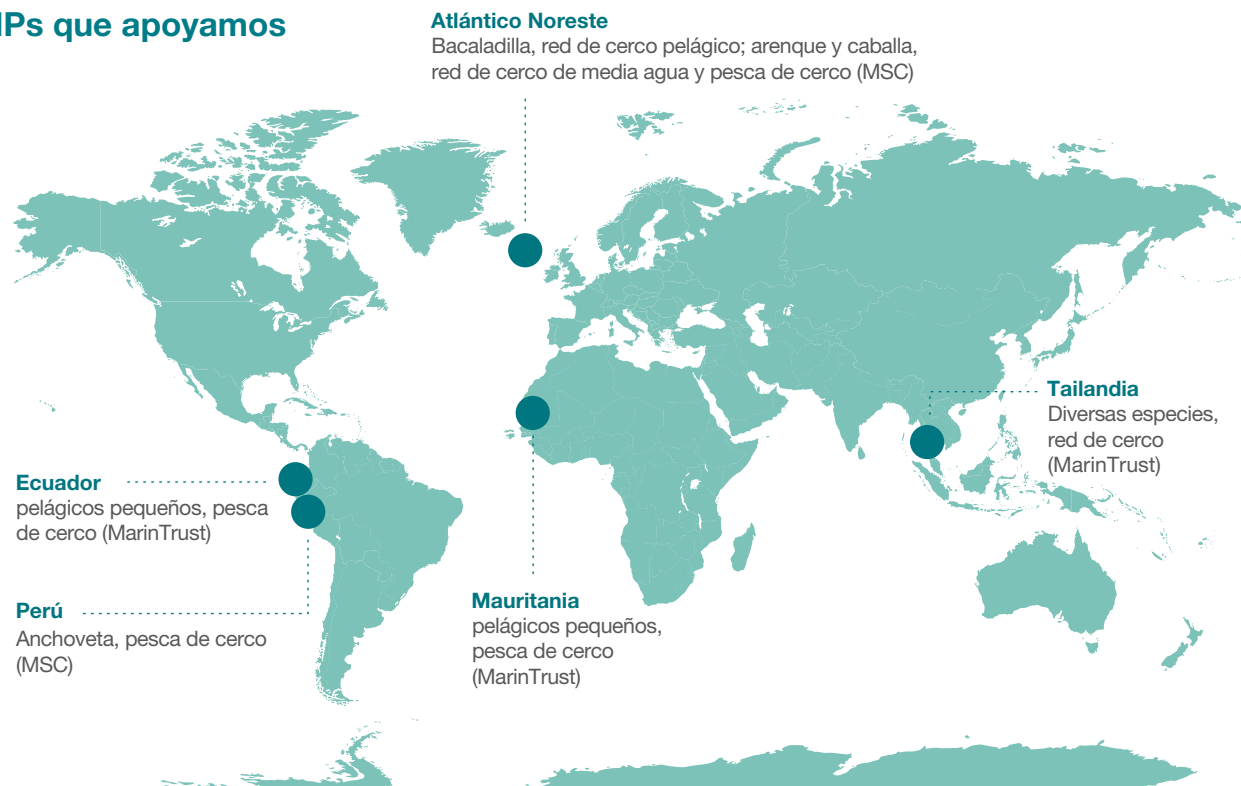 IPs que apoyamos
Atlántico Noreste
Bacaladilla, red de cerco pelágico; arenque y caballa,
red de cerco de media agua y pesca de cerco (MSC)
Tailandia
Diversas especies,
red de cerco
(MarinTrust)
Ecuador
pelágicos pequeños, pesca
de cerco (MarinTrust)
Perú
Anchoveta, pesca de cerco
(MSC)
Mauritania
pelágicos pequeños,
pesca de cerco
(MarinTrust)